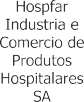 Hospfar
Industria e
Comercio de
Produtos
Hospitalares
SA